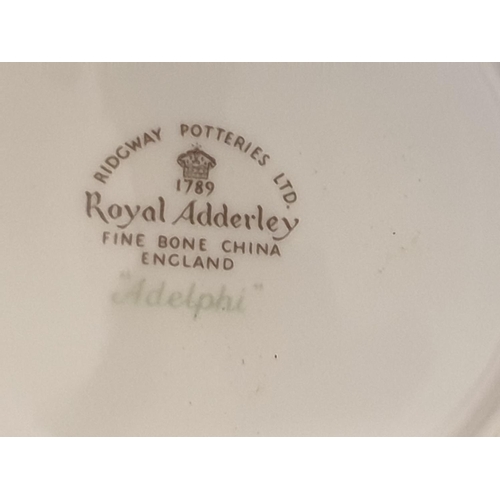 RIDGWAY POTTERIES LTD.
1789
Royal Adderley
FINE BONE CHINA
ENGLAND
"Adelphi"